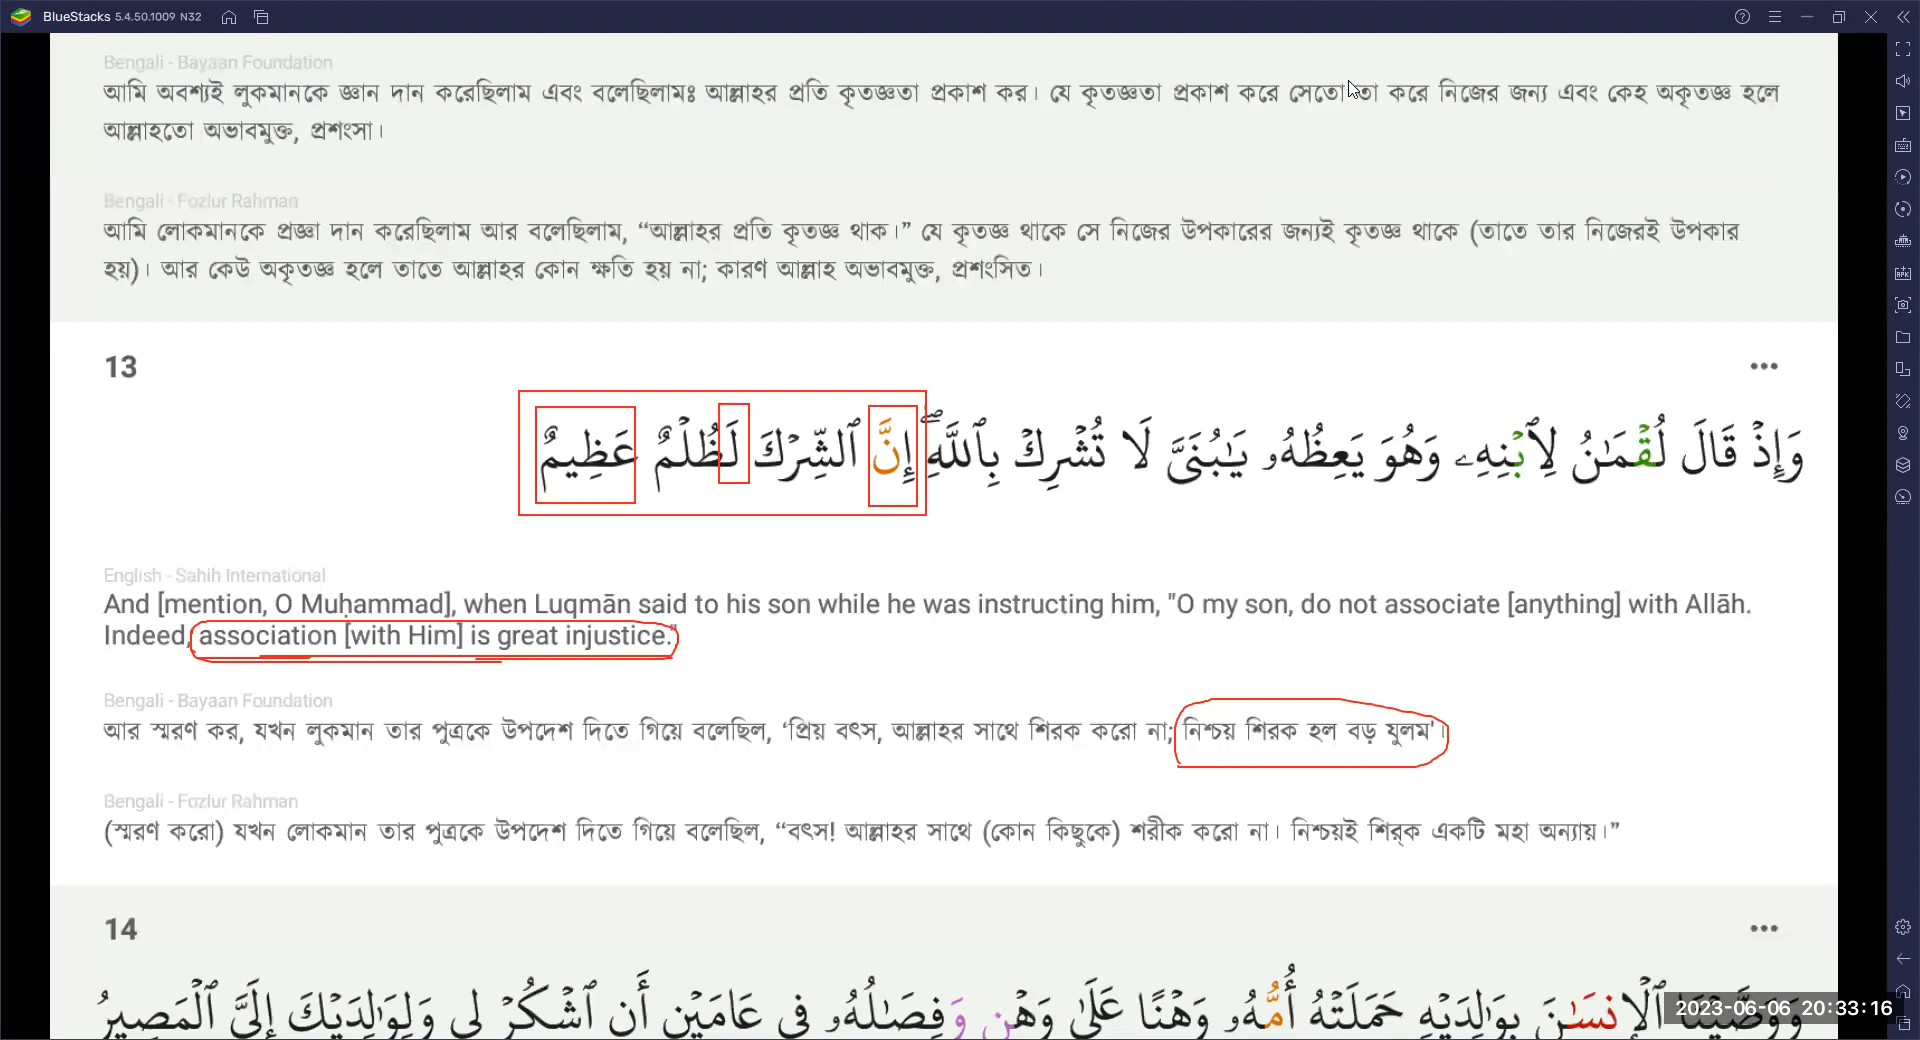 BlueStacks 5.4.50.1009 N32
Bengali - Bayaan Foundation
আমি অবশ্যই লুকমানকে জ্ঞান দান করেছিলাম এবং বলেছিলামঃ আল্লাহর প্রতি কৃতজ্ঞতা প্রকাশ কর। যে কৃতজ্ঞতা প্রকাশ করে সেতো তা করে নিজের জন্য এবং কেহ অকৃতজ্ঞ হলে
আল্লাহতো অভাবমুক্ত, প্রশংসা।
Bengali - Fozlur Rahman
আমি লোকমানকে প্রজ্ঞা দান করেছিলাম আর বলেছিলাম, “আল্লাহর প্রতি কৃতজ্ঞ থাক।” যে কৃতজ্ঞ থাকে সে নিজের উপকারের জন্যই কৃতজ্ঞ থাকে (তাতে তার নিজেরই উপকার
হয়)। আর কেউ অকৃতজ্ঞ হলে তাতে আল্লাহর কোন ক্ষতি হয় না; কারণ আল্লাহ অভাবমুক্ত, প্রশংসিত।
13
وَإِذْ قَالَ لُقْمَـٰنُ لِٱبْنِهِۦ وَهُوَ يَعِظُهُۥ يَـٰبُنَىَّ لَا تُشْرِكْ بِٱللَّهِ ۖ إِنَّ ٱلشِّرْكَ لَظُلْمٌ عَظِيمٌ
English - Sahih International
And [mention, O Muḥammad], when Luqmān said to his son while he was instructing him, "O my son, do not associate [anything] with Allāh.
Indeed, association [with Him] is great injustice."
Bengali - Bayaan Foundation
আর স্মরণ কর, যখন লুকমান তার পুত্রকে উপদেশ দিতে গিয়ে বলেছিল, ‘প্রিয় বৎস, আল্লাহর সাথে শিরক করো না; নিশ্চয় শিরক হল বড় যুলম’।
Bengali - Fozlur Rahman
(স্মরণ করো) যখন লোকমান তার পুত্রকে উপদেশ দিতে গিয়ে বলেছিল, “বৎস! আল্লাহর সাথে (কোন কিছুকে) শরীক করো না। নিশ্চয়ই শির্‌ক একটি মহা অন্যায়।”
14
وَوَصَّيْنَا ٱلْإِنسَـٰنَ بِوَٰلِدَيْهِ حَمَلَتْهُ أُمُّهُۥ وَهْنًا عَلَىٰ وَهْنٍ وَفِصَـٰلُهُۥ فِى عَامَيْنِ أَنِ ٱشْكُرْ لِى وَلِوَٰلِدَيْكَ إِلَىَّ ٱلْمَصِيرُ
2023-06-06 20:33:16